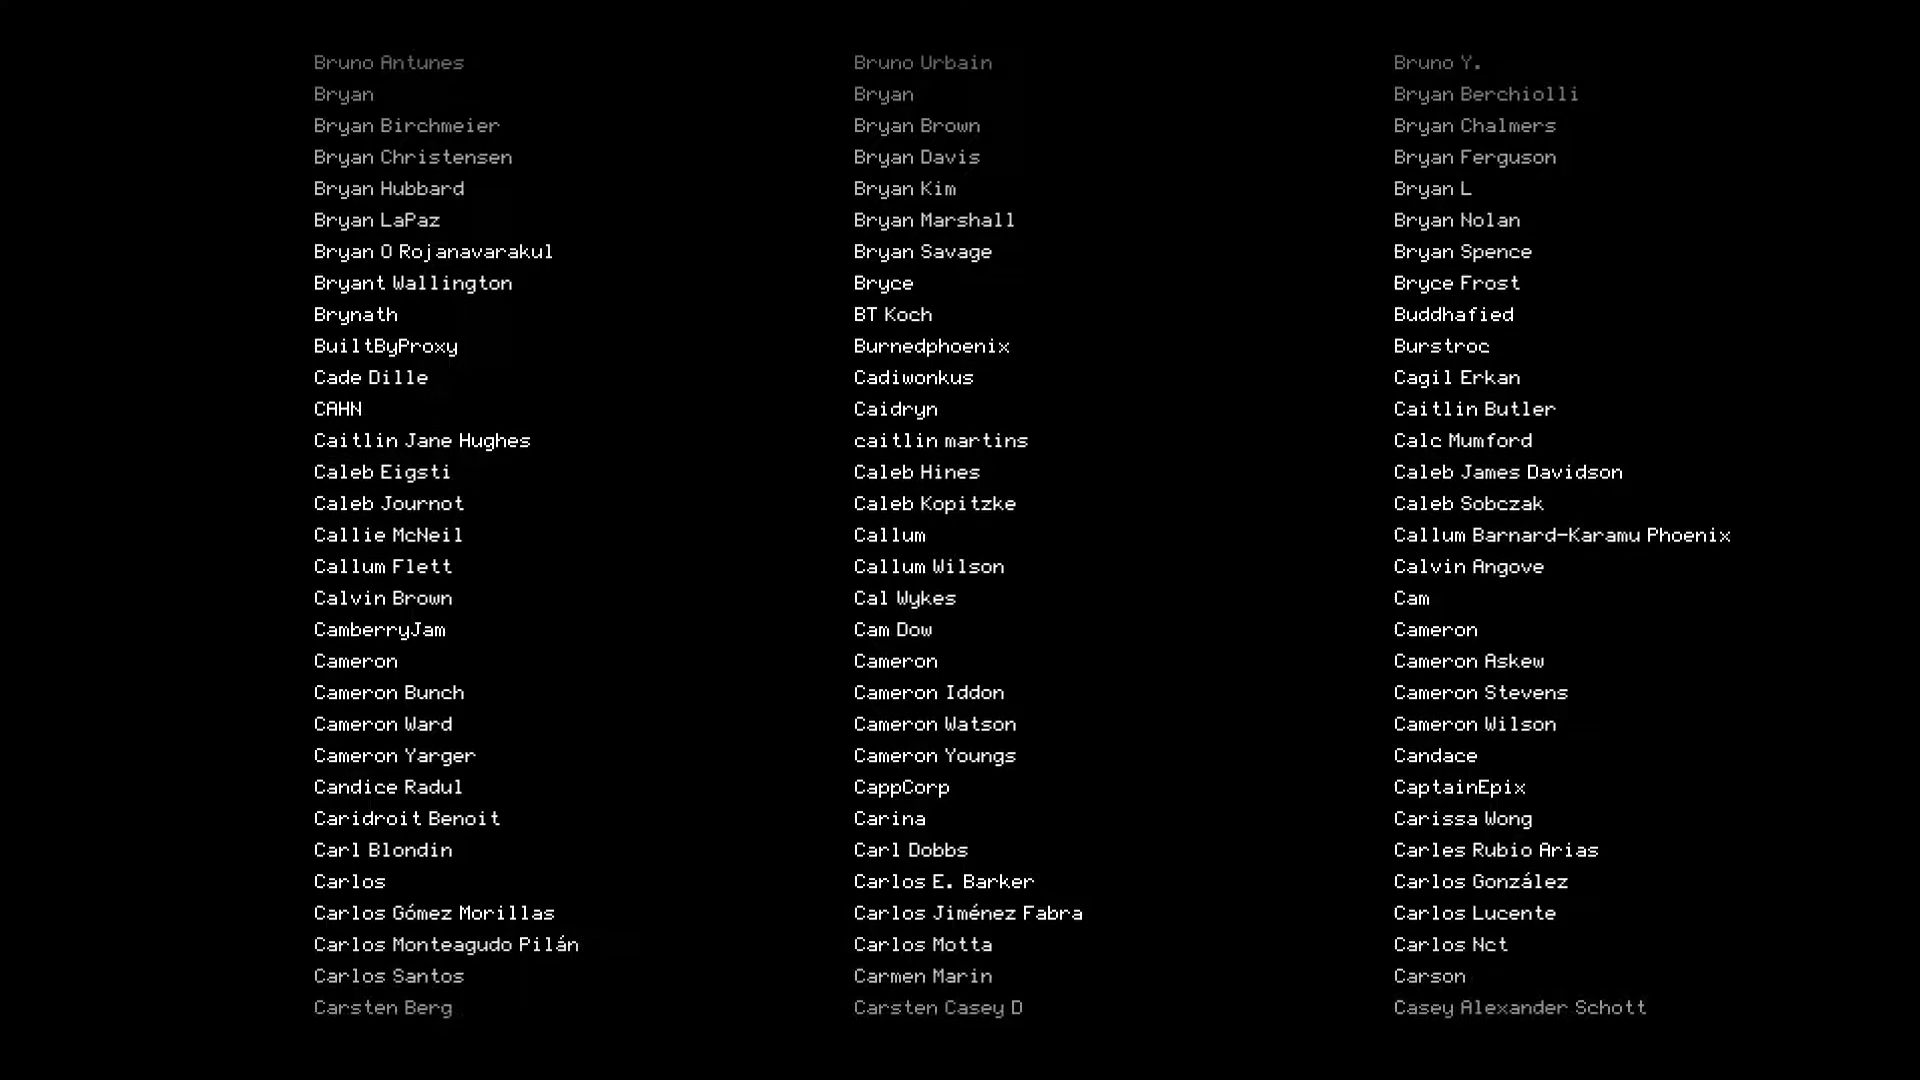 Bruno Antunes Bruno Urbain Bruno Y.
Bryan Bryan Bryan Berchiolli
Bryan Birchmeier Bryan Brown Bryan Chalmers
Bryan Christensen Bryan Davis Bryan Ferguson
Bryan Hubbard Bryan Kim Bryan L
Bryan LaPaz Bryan Marshall Bryan Nolan
Bryan O Rojanavarakul Bryan Savage Bryan Spence
Bryant Wallington Bryce Bryce Frost
Brynath BT Koch Buddhafied
BuiltByProxy Burnedphoenix Burstroc
Cade Dille Cadiwonkus Cagil Erkan
CAHN Caidryn Caitlin Butler
Caitlin Jane Hughes caitlin martins Calc Mumford
Caleb Eigsti Caleb Hines Caleb James Davidson
Caleb Journot Caleb Kopitzke Caleb Sobczak
Callie McNeil Callum Callum Barnard-Karamu Phoenix
Callum Flett Callum Wilson Calvin Angove
Calvin Brown Cal Wykes Cam
CamberryJam Cam Dow Cameron
Cameron Cameron Cameron Askew
Cameron Bunch Cameron Iddon Cameron Stevens
Cameron Ward Cameron Watson Cameron Wilson
Cameron Yarger Cameron Youngs Candace
Candice Radul CappCorp CaptainEpix
Caridroit Benoit Carina Carissa Wong
Carl Blondin Carl Dobbs Carles Rubio Arias
Carlos Carlos E. Barker Carlos González
Carlos Gómez Morillas Carlos Jiménez Fabra Carlos Lucente
Carlos Monteagudo Pilán Carlos Motta Carlos Nct
Carlos Santos Carmen Marin Carson
Carsten Berg Carsten Casey D Casey Alexander Schott